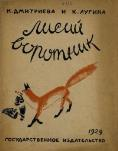 Н. ДМИТРИЕВА И К. ЛУГИНА
Лисий
воротник
1929
ГОСУДАРСТВЕННОЕ ИЗДАТЕЛЬСТВО